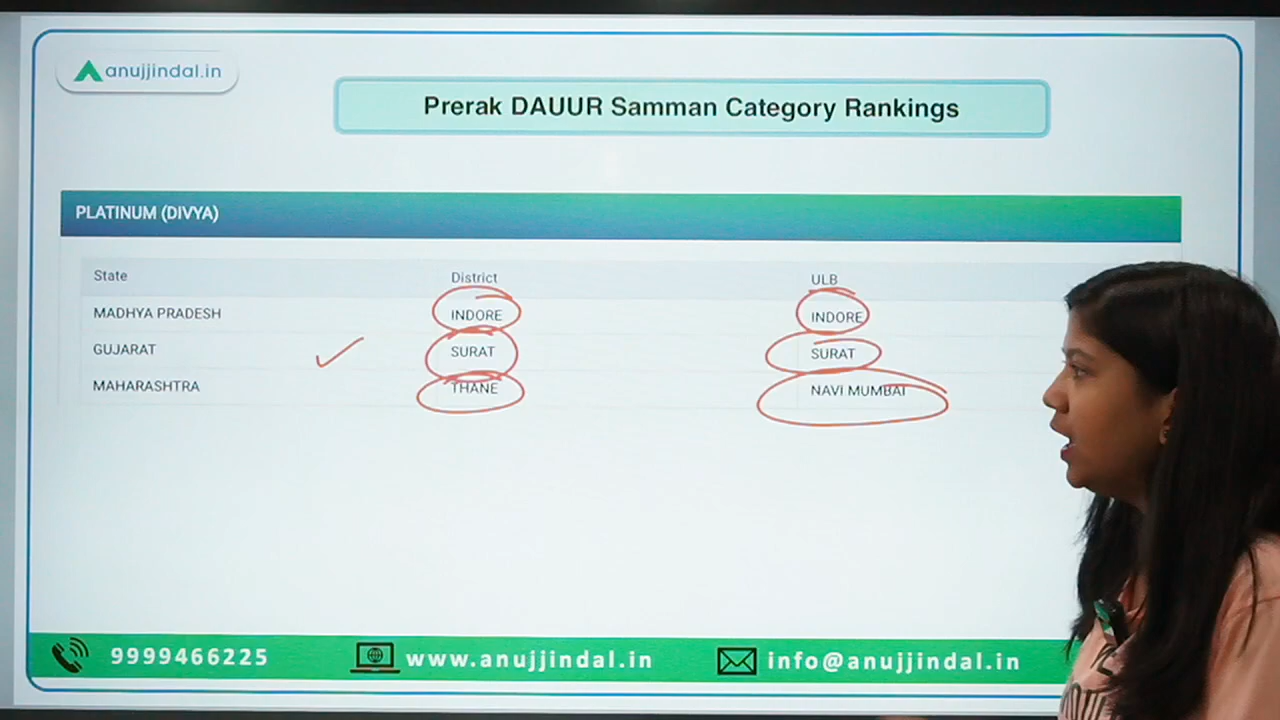 anujjindal.in
Prerak DAUUR Samman Category Rankings
PLATINUM (DIVYA)
State District ULB
MADHYA PRADESH INDORE INDORE
GUJARAT SURAT SURAT
MAHARASHTRA THANE NAVI MUMBAI
9999466225 www.anujjindal.in info@anujjindal.in